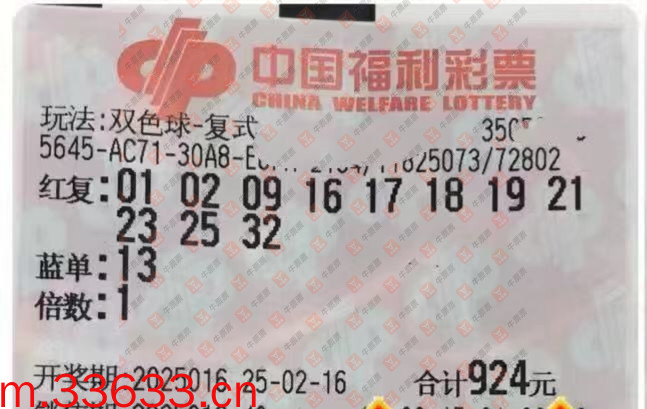 中国福利彩票
CHINA WELFARE LOTTERY
玩法:双色球-复式
5645-AC71-30A8- 25073/72802
红复:01 02 09 16 17 18 19 21
23 25 32
蓝单:13
倍数:1
开奖期:2025016 25-02-16 合计924元
m.33633.cn